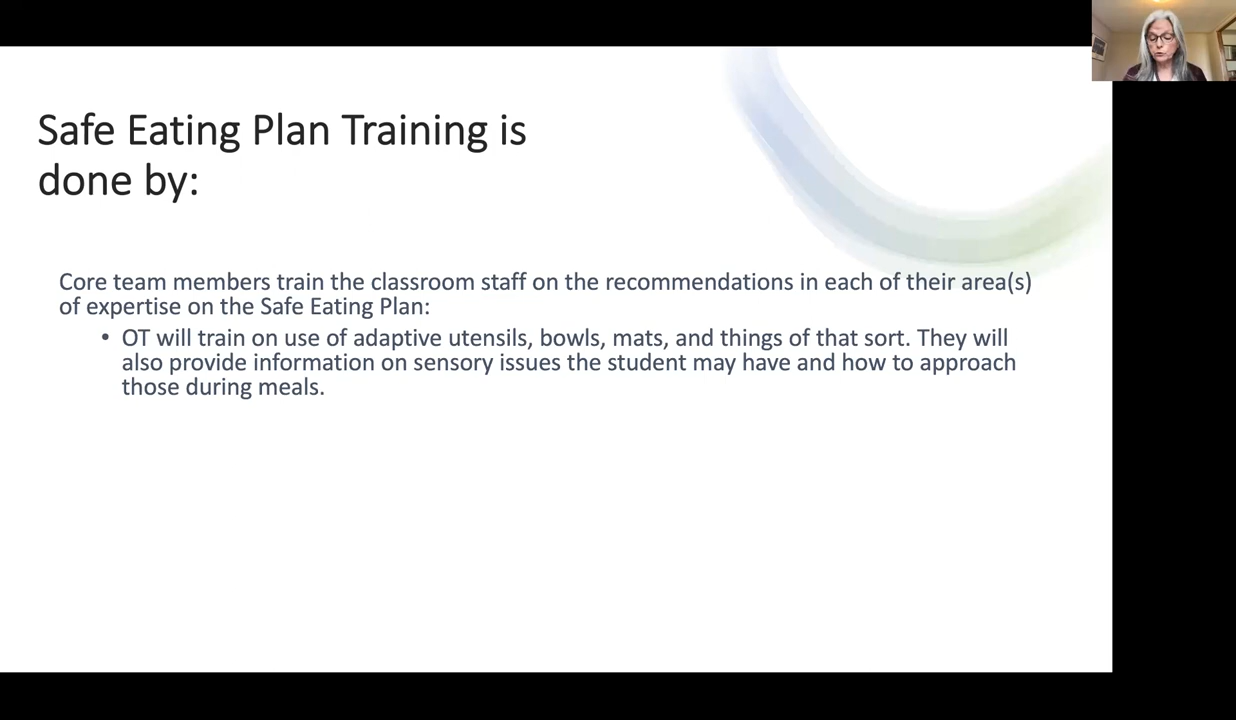 Safe Eating Plan Training is
done by:
Core team members train the classroom staff on the recommendations in each of their area(s)
of expertise on the Safe Eating Plan:
• OT will train on use of adaptive utensils, bowls, mats, and things of that sort. They will
also provide information on sensory issues the student may have and how to approach
those during meals.